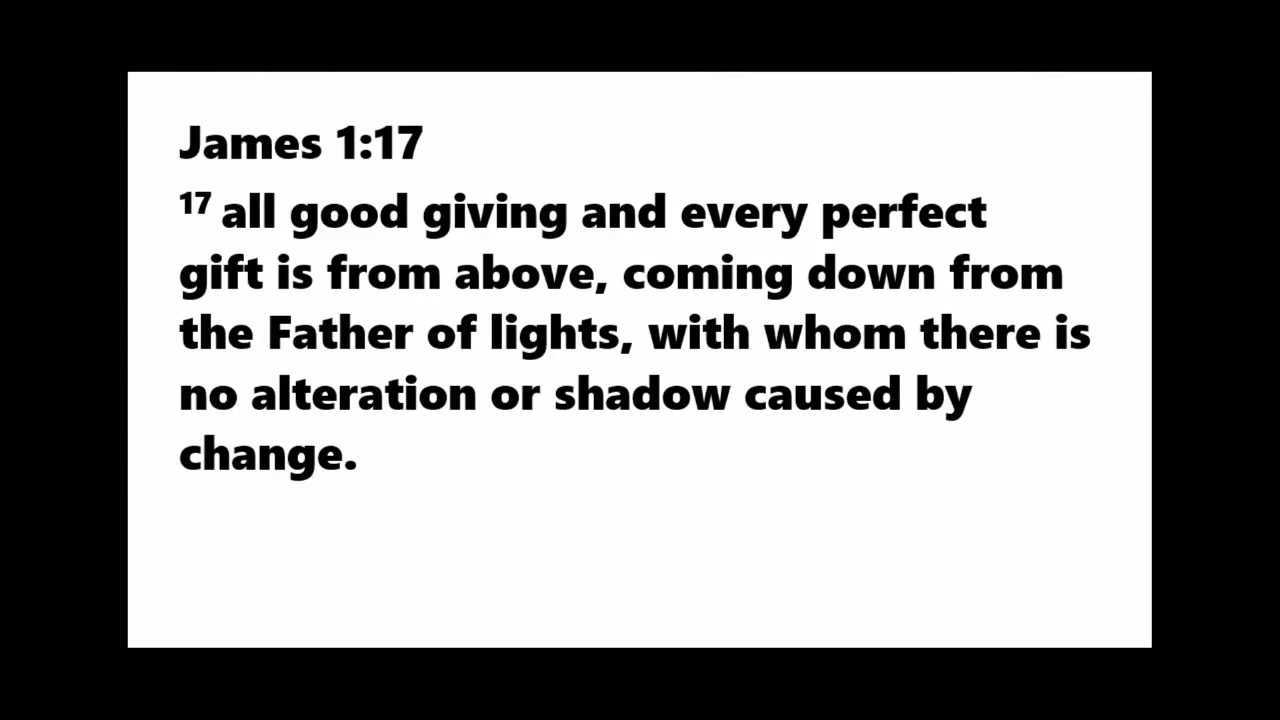 James 1:17
17 all good giving and every perfect
gift is from above, coming down from
the Father of lights, with whom there is
no alteration or shadow caused by
change.